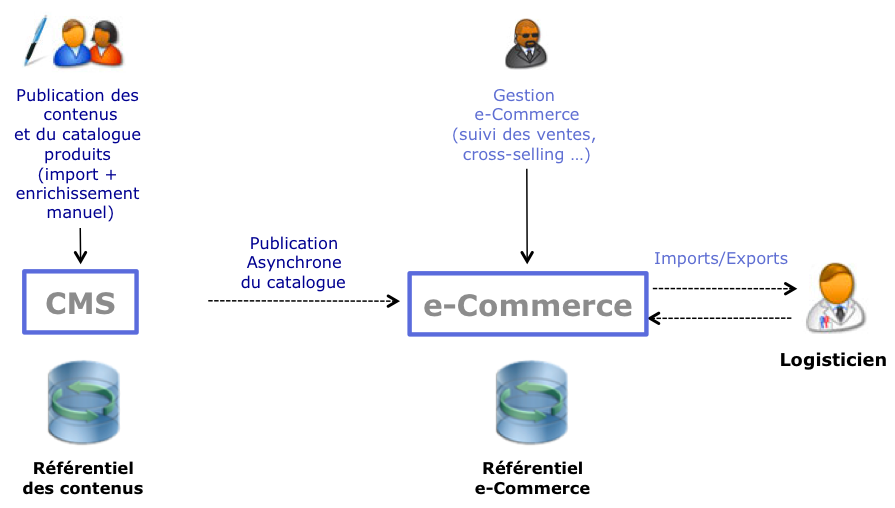 Publication des
contenus
et du catalogue
produits
(import +
enrichissement
manuel)
Gestion
e-Commerce
(suivi des ventes,
cross-selling …)
Publication
Asynchrone
du catalogue
Imports/Exports
CMS
e-Commerce
Logisticien
Référentiel
des contenus
Référentiel
e-Commerce